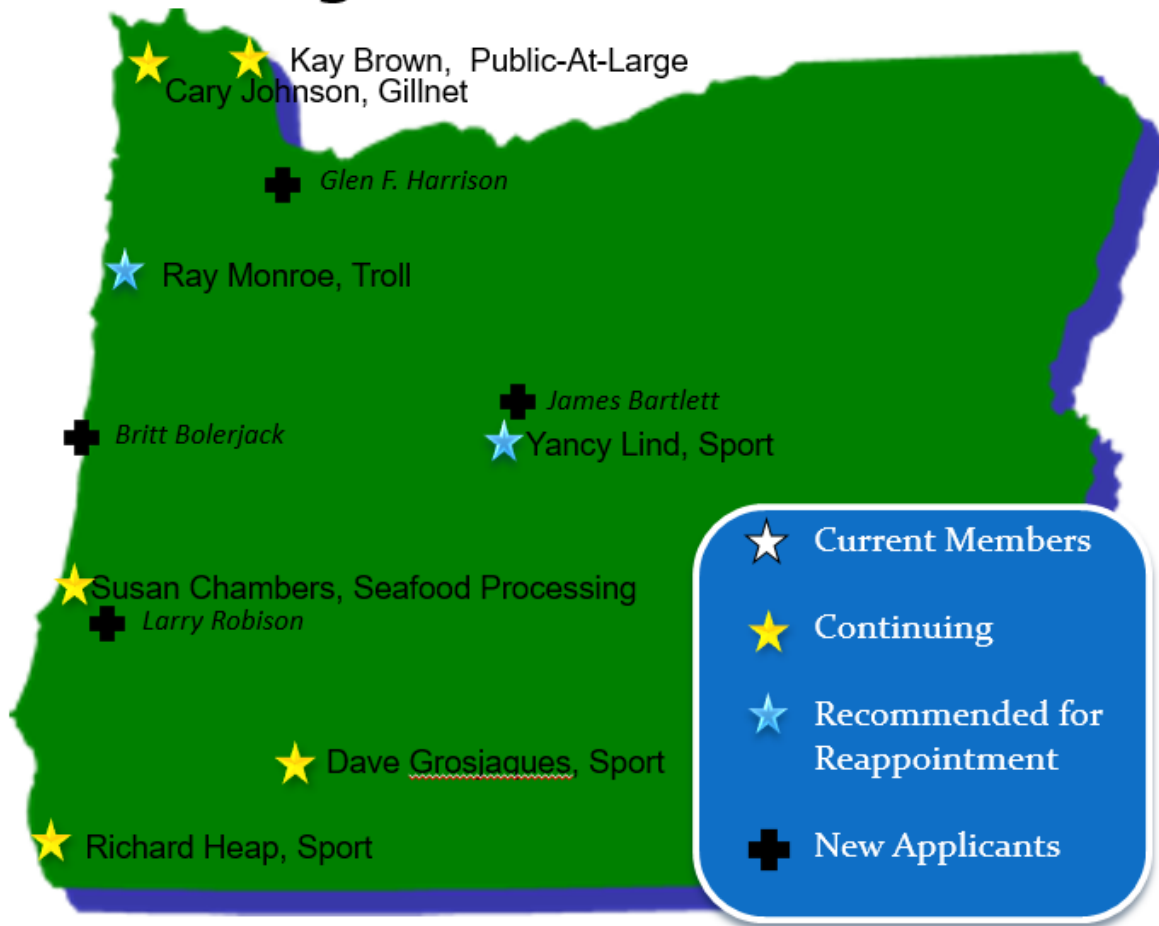 Kay Brown, Public-At-Large
Cary Johnson, Gillnet
Glen F. Harrison
Ray Monroe, Troll
James Bartlett
Britt Bolerjack
Yancy Lind, Sport
Susan Chambers, Seafood Processing
Larry Robison
Dave Grosjaques, Sport
Richard Heap, Sport
Current Members
Continuing
Recommended for
Reappointment
New Applicants